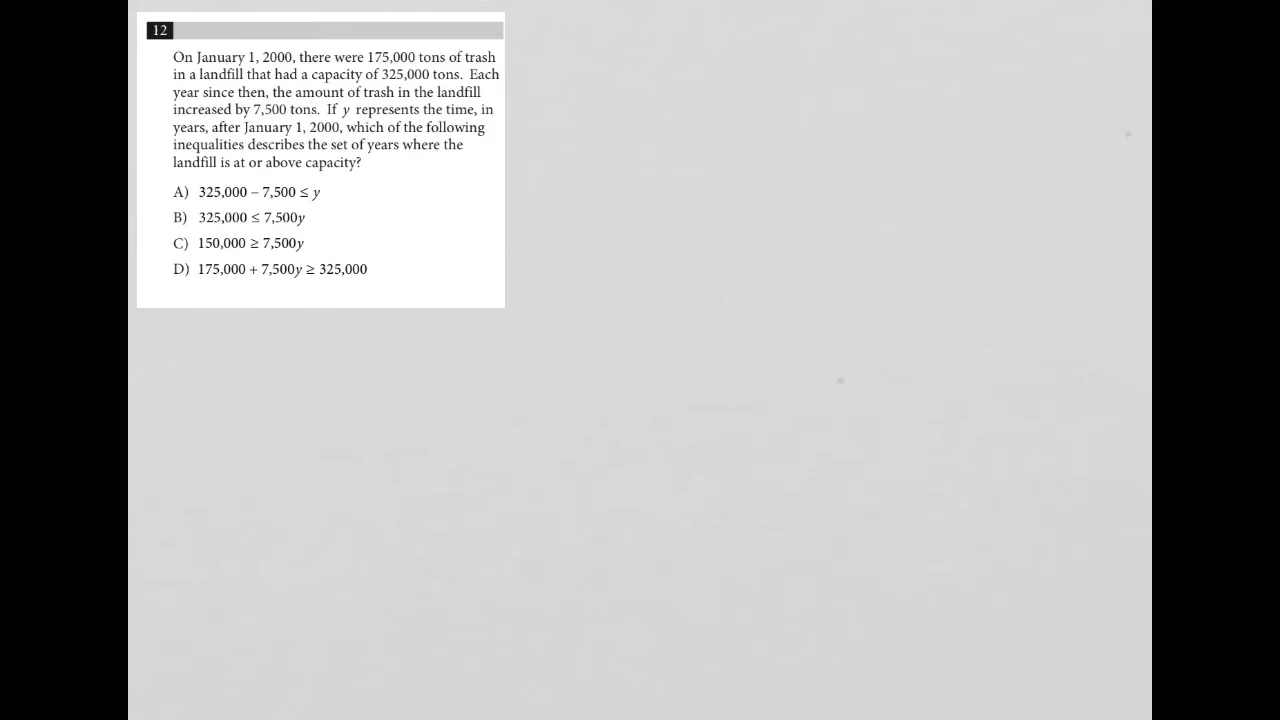 12
On January 1, 2000, there were 175,000 tons of trash
in a landfill that had a capacity of 325,000 tons. Each
year since then, the amount of trash in the landfill
increased by 7,500 tons. If y represents the time, in
years, after January 1, 2000, which of the following
inequalities describes the set of years where the
landfill is at or above capacity?
A) 325,000 – 7,500 ≤ y
B) 325,000 ≤ 7,500y
C) 150,000 ≥ 7,500y
D) 175,000 + 7,500y ≥ 325,000